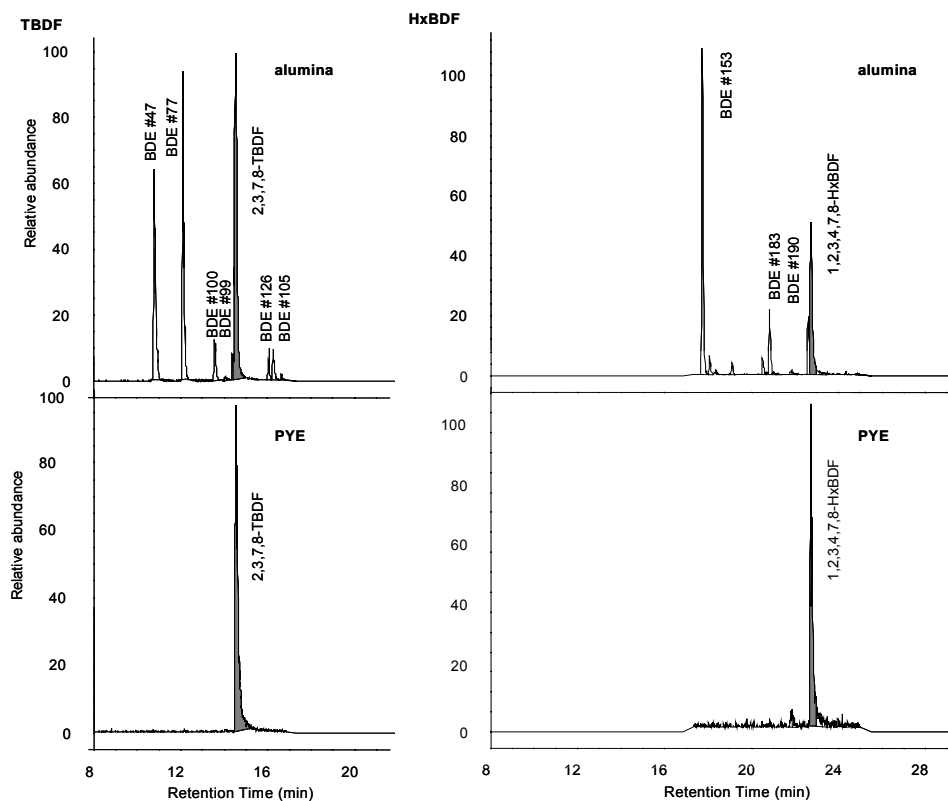 TBDF
100
80
60
40
20
0
Relative abundance
alumina
BDE #47
BDE #77
BDE #100
BDE #99
2,3,7,8-TBDF
BDE #126
BDE #105
HxBDF
100
80
60
40
20
0
alumina
BDE #153
BDE #183
BDE #190
1,2,3,4,7,8-HxBDF
100
80
60
40
20
0
Relative abundance
PYE
2,3,7,8-TBDF
8 12 16 20
Retention Time (min)
100
80
60
40
20
0
PYE
1,2,3,4,7,8-HxBDF
8 12 16 20 24 28
Retention Time (min)